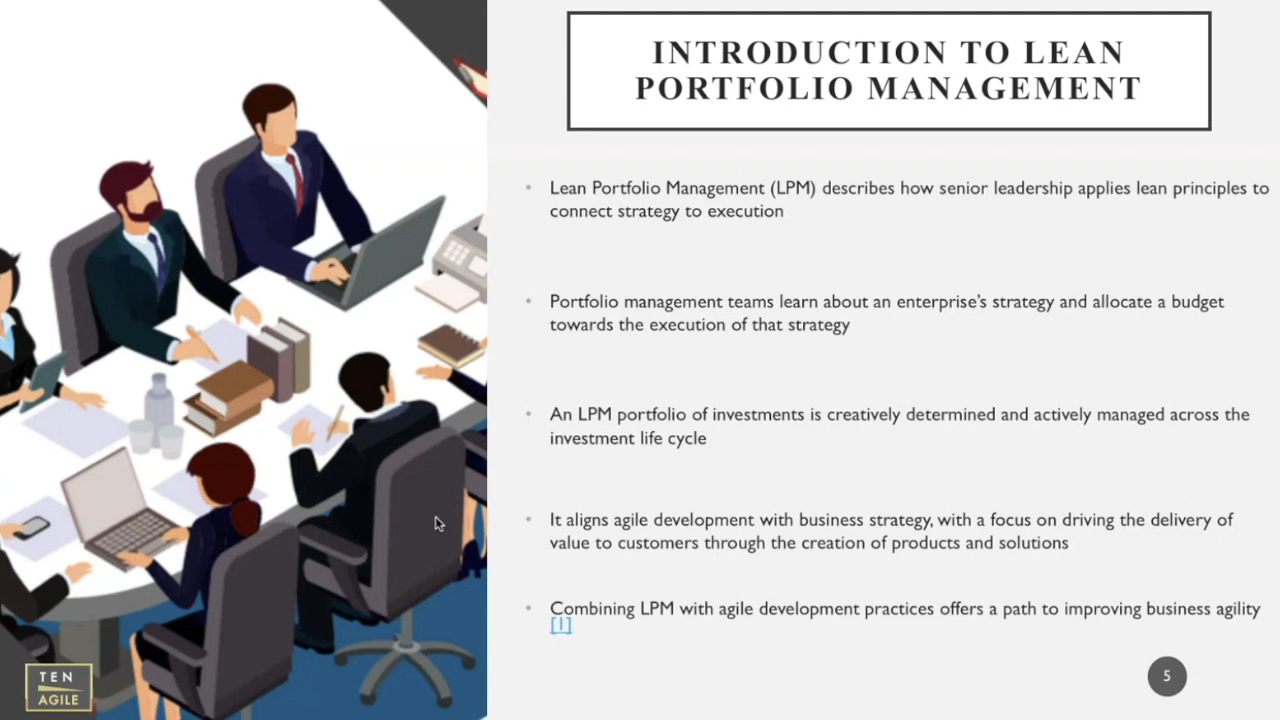 INTRODUCTION TO LEAN
PORTFOLIO MANAGEMENT
• Lean Portfolio Management (LPM) describes how senior leadership applies lean principles to
connect strategy to execution
• Portfolio management teams learn about an enterprise's strategy and allocate a budget
towards the execution of that strategy
• An LPM portfolio of investments is creatively determined and actively managed across the
investment life cycle
• It aligns agile development with business strategy, with a focus on driving the delivery of
value to customers through the creation of products and solutions
• Combining LPM with agile development practices offers a path to improving business agility
[1]
TEN
AGILE
5